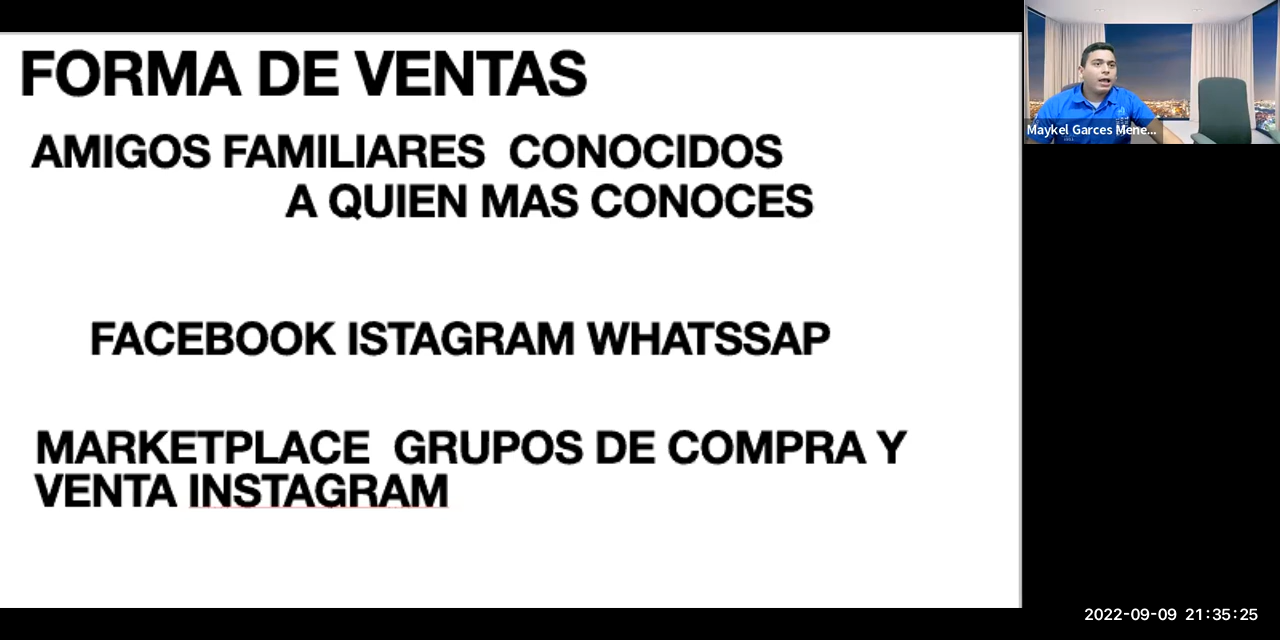 FORMA DE VENTAS
AMIGOS FAMILIARES CONOCIDOS
A QUIEN MAS CONOCES
FACEBOOK ISTAGRAM WHATSSAP
MARKETPLACE GRUPOS DE COMPRA Y
VENTA INSTAGRAM
Maykel Garces Mene...
2022-09-09 21:35:25